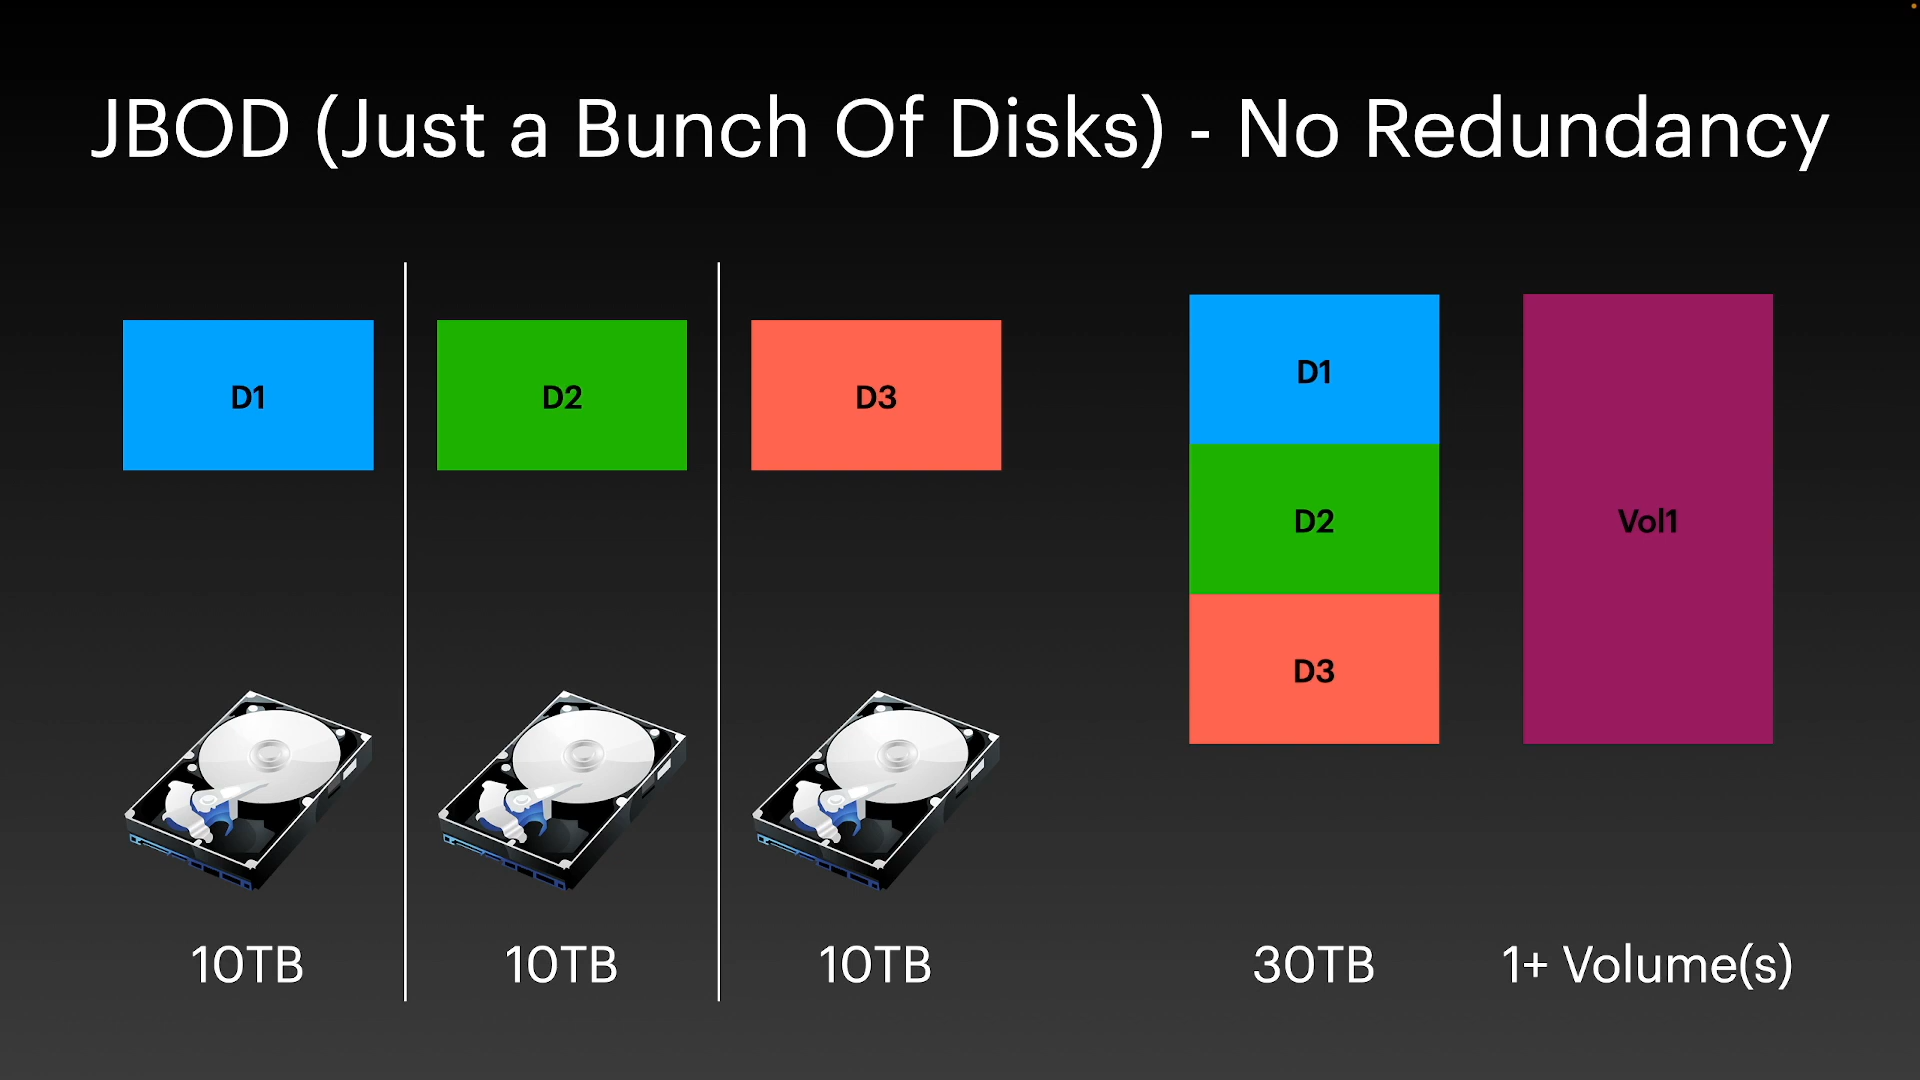 JBOD (Just a Bunch Of Disks) - No Redundancy
D1
D2
D3
D1
D2
D3
Vol1
10TB
10TB
10TB
30TB
1+ Volume(s)